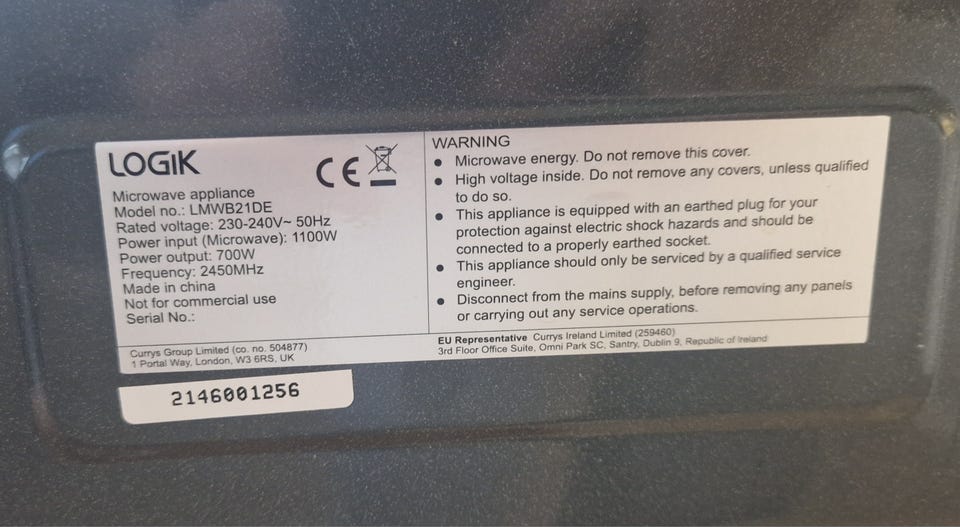 LOGIK
CE
Microwave appliance
Model no.: LMWB21DE
Rated voltage: 230-240V~ 50Hz
Power input (Microwave): 1100W
Power output: 700W
Frequency: 2450MHz
Made in china
Not for commercial use
Serial No.:
WARNING
● Microwave energy. Do not remove this cover.
● High voltage inside. Do not remove any covers, unless qualified
to do so.
● This appliance is equipped with an earthed plug for your
protection against electric shock hazards and should be
connected to a properly earthed socket.
● This appliance should only be serviced by a qualified service
engineer.
● Disconnect from the mains supply, before removing any panels
or carrying out any service operations.
Currys Group Limited (co. no. 504877)
1 Portal Way, London, W3 6RS, UK
EU Representative Currys Ireland Limited (259460)
3rd Floor Office Suite, Omni Park SC, Santry, Dublin 9, Republic of Ireland
2146001256